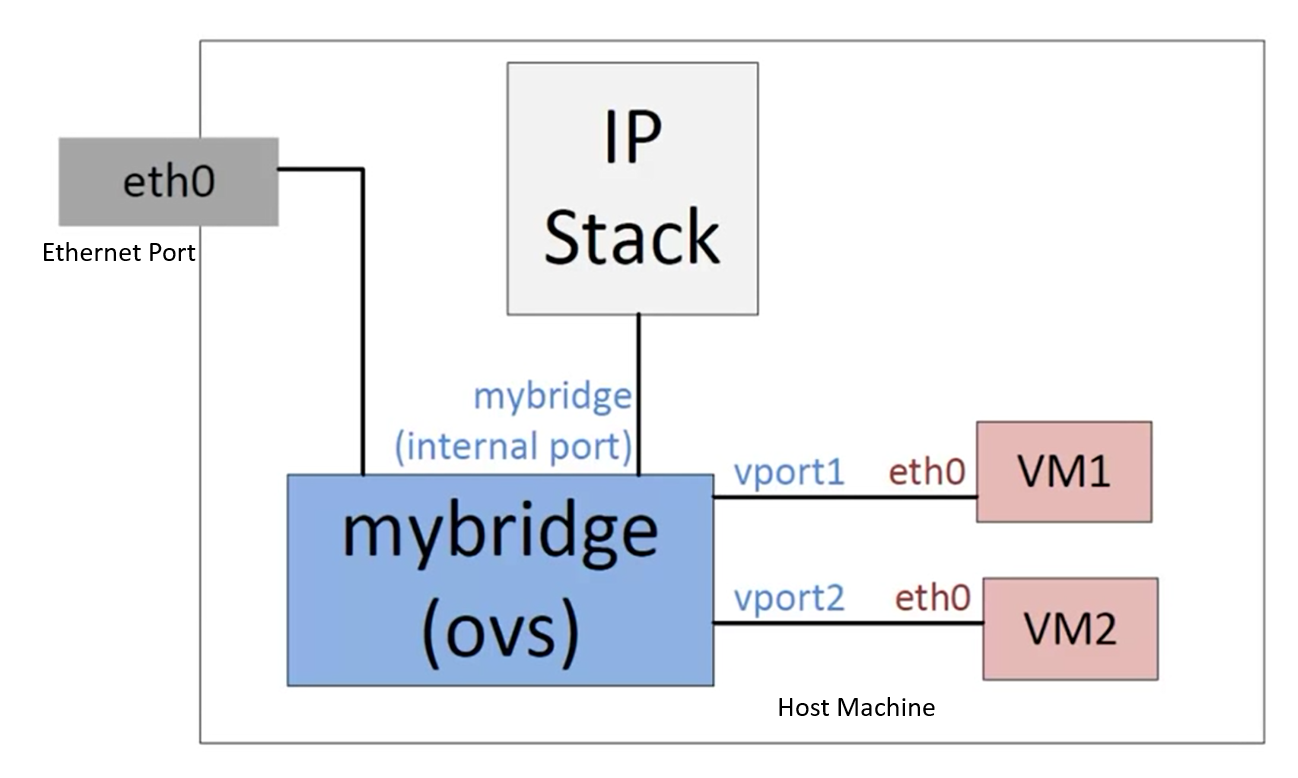 eth0
Ethernet Port
IP
Stack
mybridge
(internal port)
mybridge
(ovs)
vport1 eth0
VM1
vport2 eth0
VM2
Host Machine